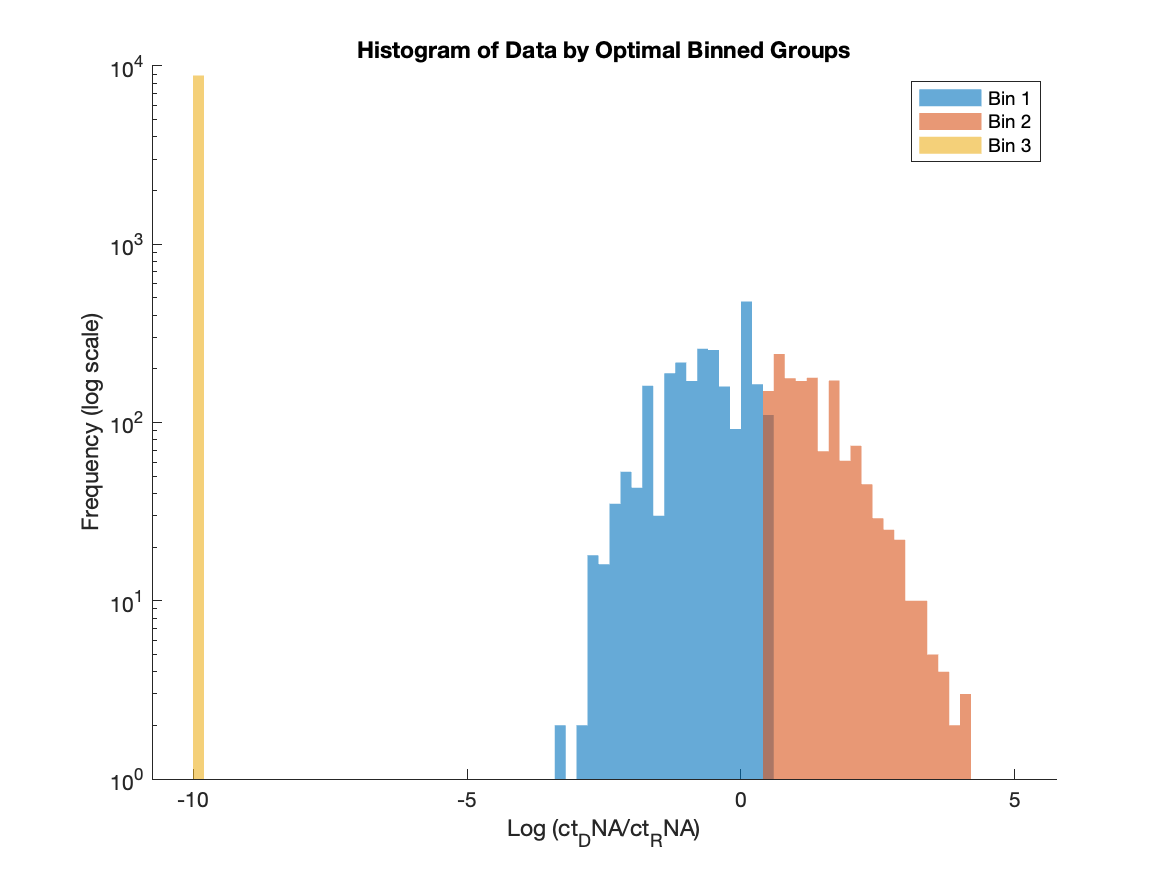 Histogram of Data by Optimal Binned Groups
Bin 1
Bin 2
Bin 3
10^4
10^3
10^2
10^1
10^0
Frequency (log scale)
-10 -5 0 5
Log (ct_DNA/ct_RNA)